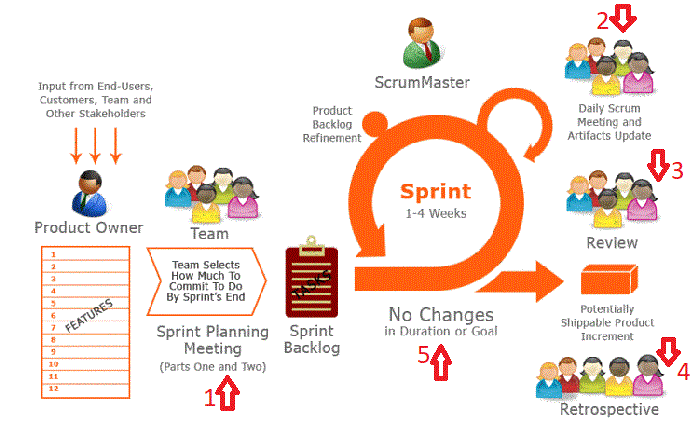 2
ScrumMaster
Input from End-Users,
Customers, Team and
Other Stakeholders
Product
Backlog
Refinement
Daily Scrum
Meeting and
Artifacts Update
3
Sprint
1-4 Weeks
Product Owner
Team
Review
1
2
3
4
5
6
7
8
9
10
11
12
FEATURES
Team Selects
How Much To
Commit To Do
By Sprint's End
TASKS
Sprint Planning
Meeting
(Parts One and Two)
Sprint
Backlog
No Changes
in Duration or Goal
Potentially
Shippable Product
Increment
1
5
4
Retrospective